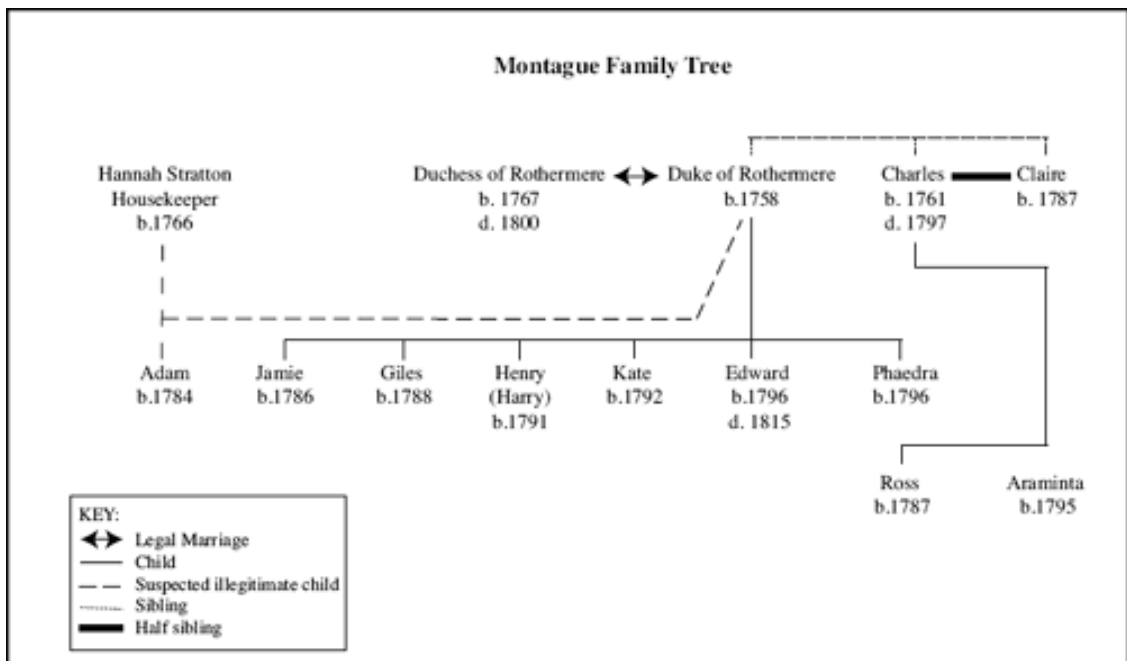 Montague Family Tree
Hannah Stratton
Housekeeper
b.1766
Duchess of Rothermere
b. 1767
d. 1800
Duke of Rothermere
b.1758
Charles
b. 1761
d. 1797
Claire
b. 1787
Adam
b.1784
Jamie
b.1786
Giles
b.1788
Henry
(Harry)
b.1791
Kate
b.1792
Edward
b.1796
d. 1815
Phaedra
b.1796
Ross
b.1787
Araminta
b.1795
KEY:
Legal Marriage
Child
Suspected illegitimate child
Sibling
Half sibling